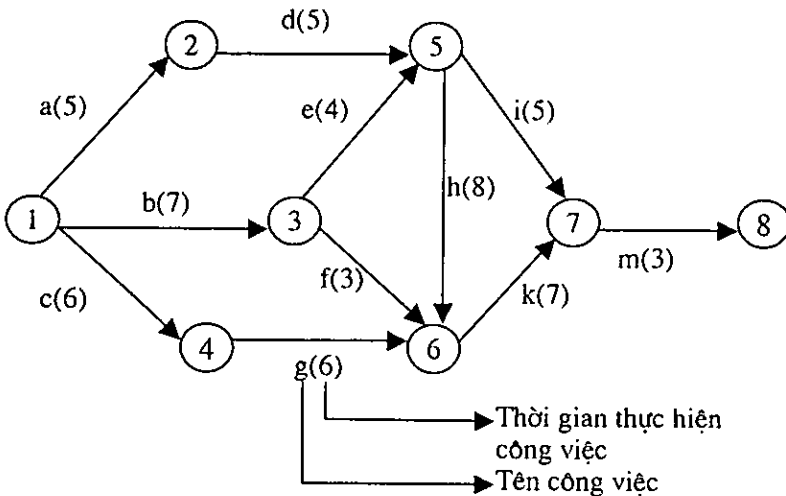 d(5)
2
5
a(5)
e(4)
i(5)
b(7)
h(8)
1
3
7
8
f(3)
m(3)
c(6)
k(7)
4
6
g(6)
Thời gian thực hiện
công việc
Tên công việc